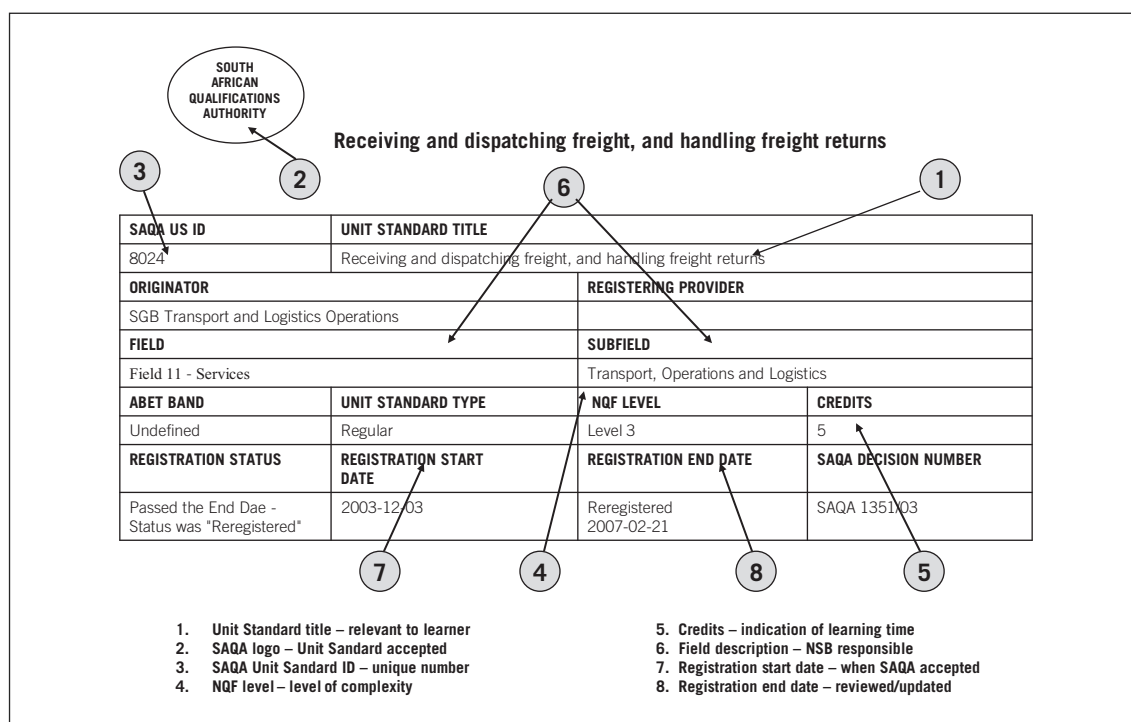 SOUTH
AFRICAN
QUALIFICATIONS
AUTHORITY
Receiving and dispatching freight, and handling freight returns
3
2
6
1
SAQA US ID UNIT STANDARD TITLE
8024 Receiving and dispatching freight, and handling freight returns
ORIGINATOR REGISTERING PROVIDER
SGB Transport and Logistics Operations
FIELD SUBFIELD
Field 11 - Services Transport, Operations and Logistics
ABET BAND UNIT STANDARD TYPE NQF LEVEL CREDITS
Undefined Regular Level 3 5
REGISTRATION STATUS REGISTRATION START REGISTRATION END DATE SAQA DECISION NUMBER
DATE
Passed the End Dae - 2003-12-03 Reregistered SAQA 1351/03
Status was "Reregistered" 2007-02-21
7 4 8 5
1. Unit Standard title – relevant to learner
2. SAQA logo – Unit Sandard accepted
3. SAQA Unit Sandard ID – unique number
4. NQF level – level of complexity
5. Credits – indication of learning time
6. Field description – NSB responsible
7. Registration start date – when SAQA accepted
8. Registration end date – reviewed/updated